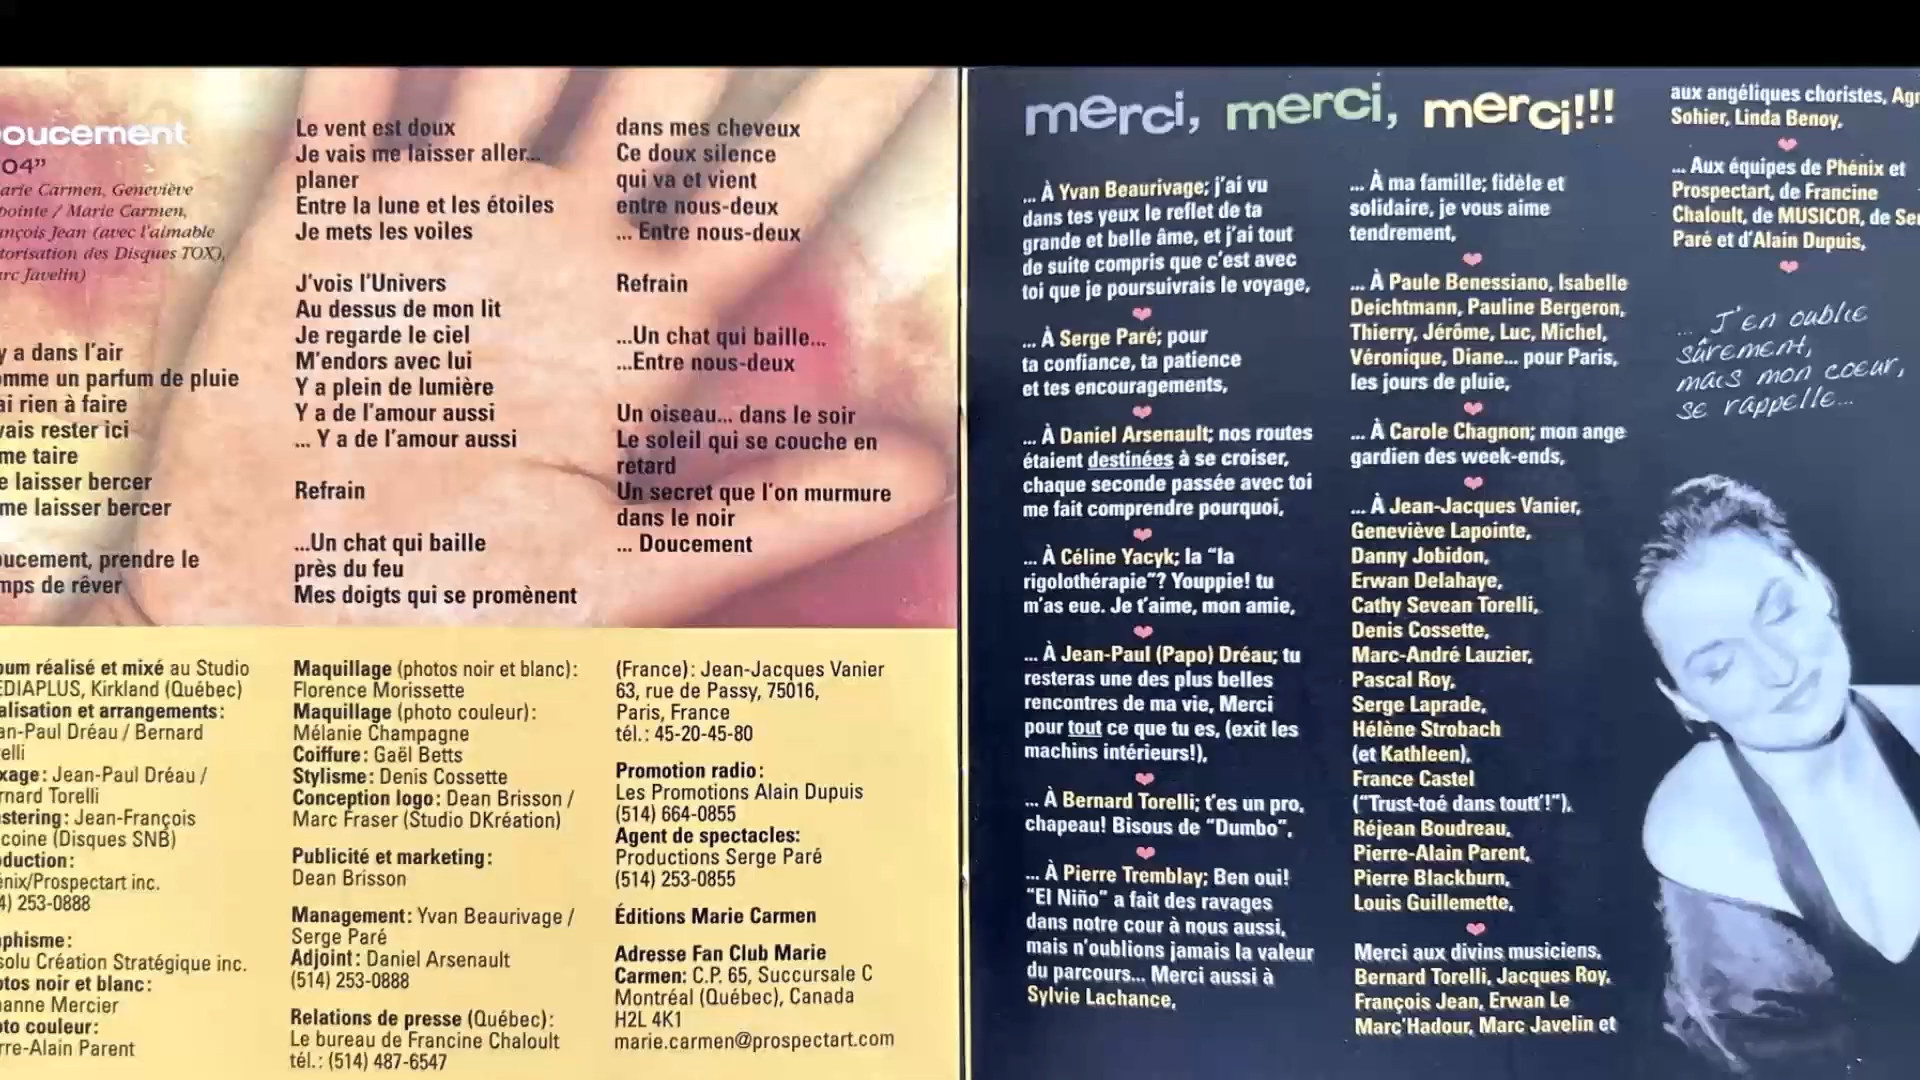 oucement
04”
arie Carmen, Geneviève
pointe / Marie Carmen,
ançois Jean (avec l'aimable
torisation des Disques TOX),
arc Javelin)
y a dans l'air
omme un parfum de pluie
ai rien à faire
vais rester ici
me taire
e laisser bercer
me laisser bercer
oucement, prendre le
mps de rêver
Le vent est doux
Je vais me laisser aller...
planer
Entre la lune et les étoiles
Je mets les voiles
J'vois l'Univers
Au dessus de mon lit
Je regarde le ciel
M'endors avec lui
Y a plein de lumière
Y a de l'amour aussi
... Y a de l'amour aussi
Refrain
...Un chat qui baille
près du feu
Mes doigts qui se promènent
dans mes cheveux
Ce doux silence
qui va et vient
entre nous-deux
... Entre nous-deux
Refrain
...Un chat qui baille...
...Entre nous-deux
Un oiseau... dans le soir
Le soleil qui se couche en
retard
Un secret que l'on murmure
dans le noir
... Doucement
bum réalisé et mixé au Studio
EDIAPLUS, Kirkland (Québec)
alisation et arrangements:
an-Paul Dréau / Bernard
elli
xage: Jean-Paul Dréau /
rnard Torelli
stering: Jean-François
coine (Disques SNB)
duction:
énix/Prospectart inc.
4) 253-0888
aphisme:
solu Création Stratégique inc.
otos noir et blanc:
anne Mercier
oto couleur:
rre-Alain Parent
Maquillage (photos noir et blanc):
Florence Morissette
Maquillage (photo couleur):
Mélanie Champagne
Coiffure: Gaël Betts
Stylisme: Denis Cossette
Conception logo: Dean Brisson /
Marc Fraser (Studio DKréation)
Publicité et marketing:
Dean Brisson
Management: Yvan Beaurivage /
Serge Paré
Adjoint: Daniel Arsenault
(514) 253-0888
Relations de presse (Québec):
Le bureau de Francine Chaloult
tél.: (514) 487-6547
(France): Jean-Jacques Vanier
63, rue de Passy, 75016,
Paris, France
tél.: 45-20-45-80
Promotion radio:
Les Promotions Alain Dupuis
(514) 664-0855
Agent de spectacles:
Productions Serge Paré
(514) 253-0855
Éditions Marie Carmen
Adresse Fan Club Marie
Carmen: C.P. 65, Succursale C
Montréal (Québec), Canada
H2L 4K1
marie.carmen@prospectart.com
merci, merci, merci!!!
... À Yvan Beaurivage; j'ai vu
dans tes yeux le reflet de ta
grande et belle âme, et j'ai tout
de suite compris que c'est avec
toi que je poursuivrais le voyage,
... À Serge Paré; pour
ta confiance, ta patience
et tes encouragements,
... À Daniel Arsenault; nos routes
étaient destinées à se croiser,
chaque seconde passée avec toi
me fait comprendre pourquoi,
... À Céline Yacyk; la “la
rigolothérapie”? Youppie! tu
m'as eue. Je t'aime, mon amie,
... À Jean-Paul (Papo) Dréau; tu
resteras une des plus belles
rencontres de ma vie, Merci
pour tout ce que tu es, (exit les
machins intérieurs!),
... À Bernard Torelli; t'es un pro,
chapeau! Bisous de “Dumbo”,
... À Pierre Tremblay; Ben oui!
“El Niño” a fait des ravages
dans notre cour à nous aussi,
mais n'oublions jamais la valeur
du parcours... Merci aussi à
Sylvie Lachance,
... À ma famille; fidèle et
solidaire, je vous aime
tendrement,
... À Paule Benessiano, Isabelle
Deichtmann, Pauline Bergeron,
Thierry, Jérôme, Luc, Michel,
Véronique, Diane... pour Paris,
les jours de pluie,
... À Carole Chagnon; mon ange
gardien des week-ends,
... À Jean-Jacques Vanier,
Geneviève Lapointe,
Danny Jobidon,
Erwan Delahaye,
Cathy Sevean Torelli,
Denis Cossette,
Marc-André Lauzier,
Pascal Roy,
Serge Laprade,
Hélène Strobach
(et Kathleen),
France Castel
(“Trust-toé dans toutt'!”),
Réjean Boudreau,
Pierre-Alain Parent,
Pierre Blackburn,
Louis Guillemette,
Merci aux divins musiciens,
Bernard Torelli, Jacques Roy,
François Jean, Erwan Le
Marc'Hadour, Marc Javelin et
aux angéliques choristes, Agn
Sohier, Linda Benoy,
... Aux équipes de Phénix et
Prospectart, de Francine
Chaloult, de MUSICOR, de Ser
Paré et d'Alain Dupuis,
... J'en oublie
sûrement,
mais mon coeur,
se rappelle...